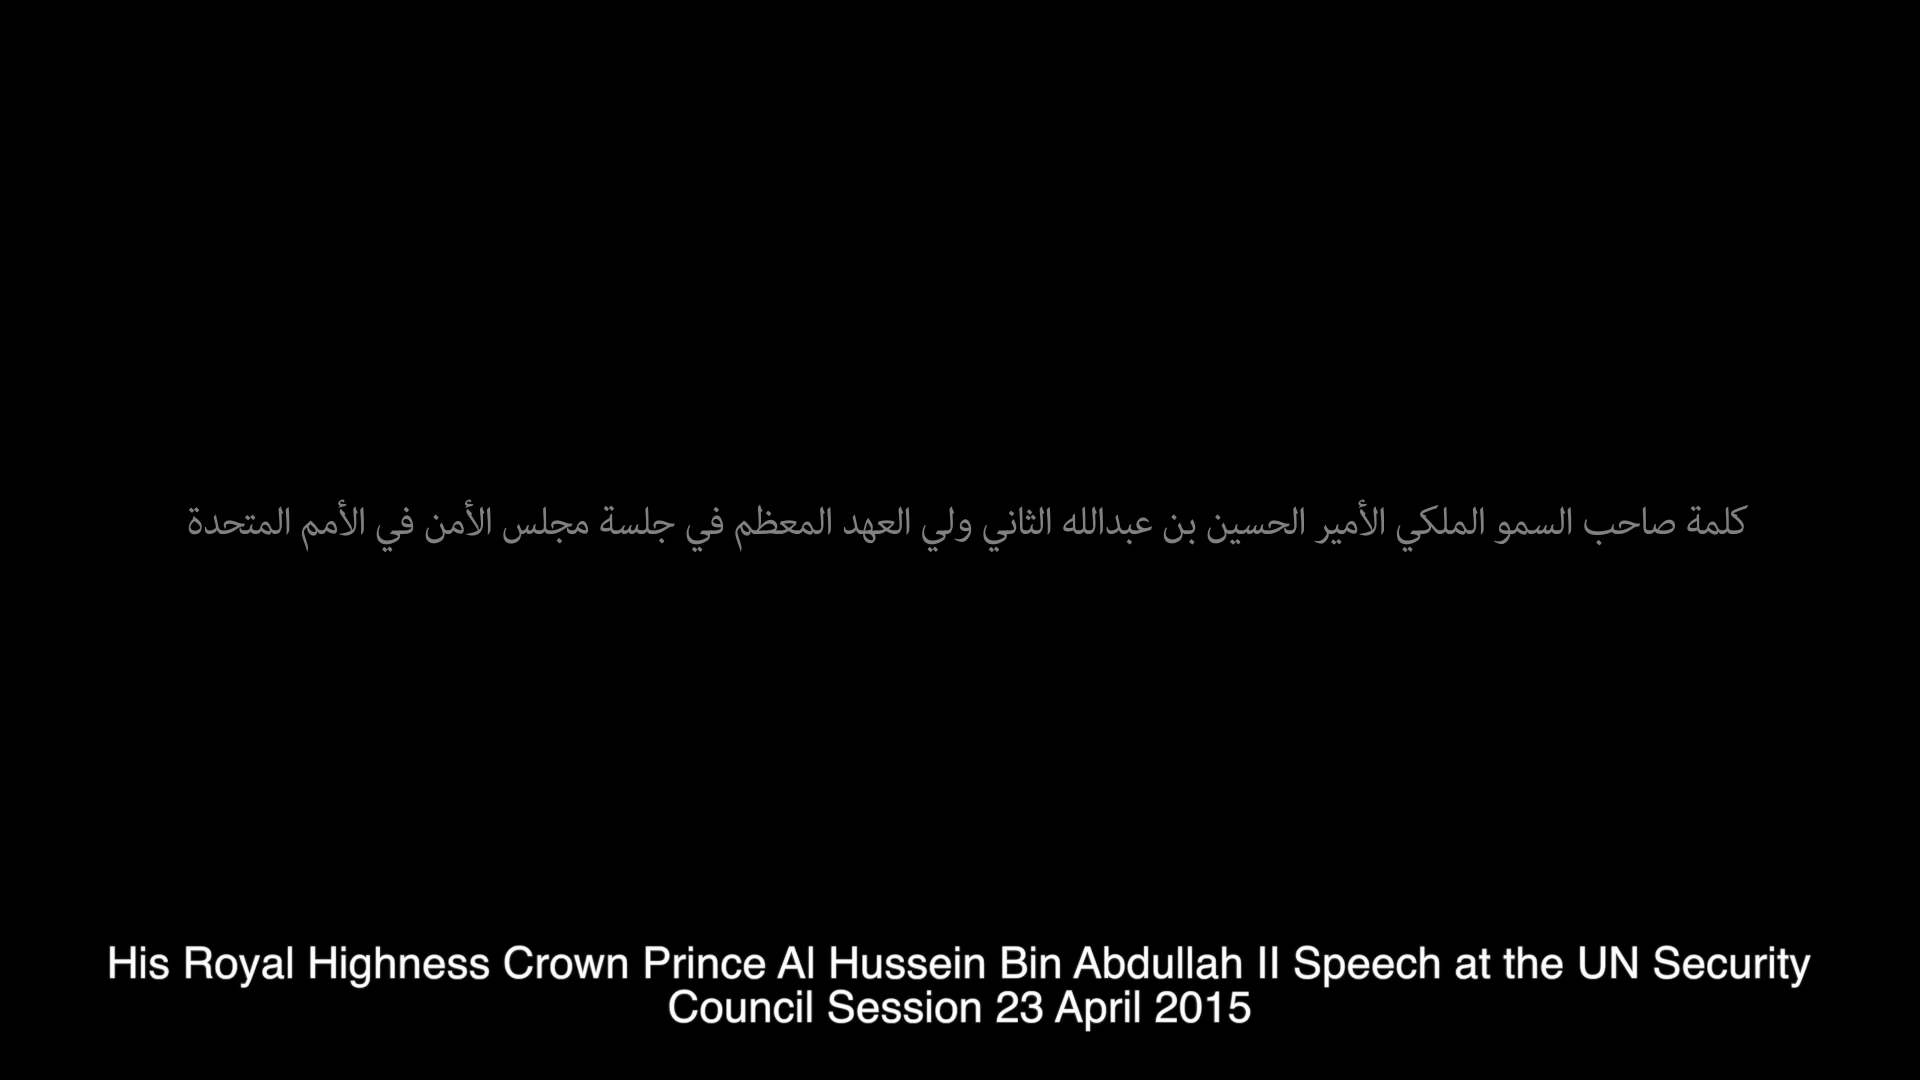 كلمة صاحب السمو الملكي الأمير الحسين بن عبدالله الثاني ولي العهد المعظم في جلسة مجلس الأمن في الأمم المتحدة
His Royal Highness Crown Prince Al Hussein Bin Abdullah II Speech at the UN Security
Council Session 23 April 2015